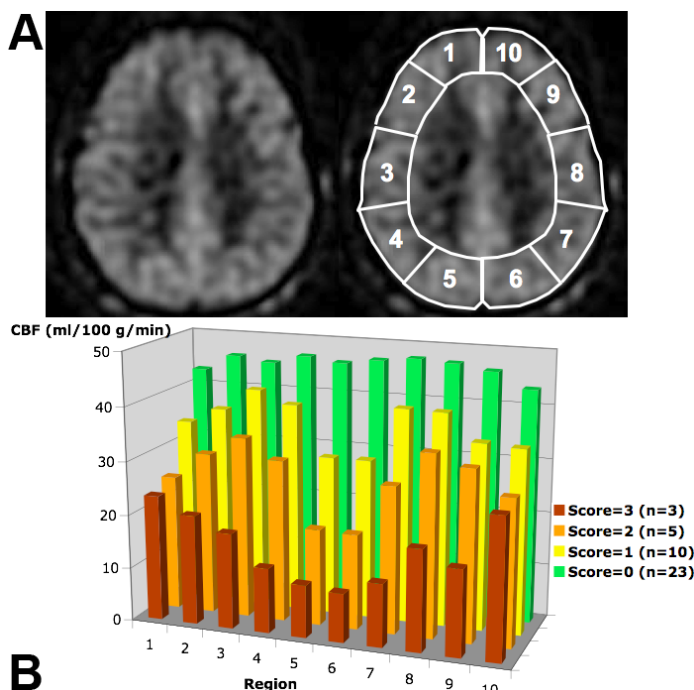 A
1 10
2 9
3 8
4 7
5 6
CBF (ml/100 g/min)
50
40
30
20
10
0
Score=3 (n=3)
Score=2 (n=5)
Score=1 (n=10)
Score=0 (n=23)
1 2 3 4 5 6 7 8 9 10
Region
B